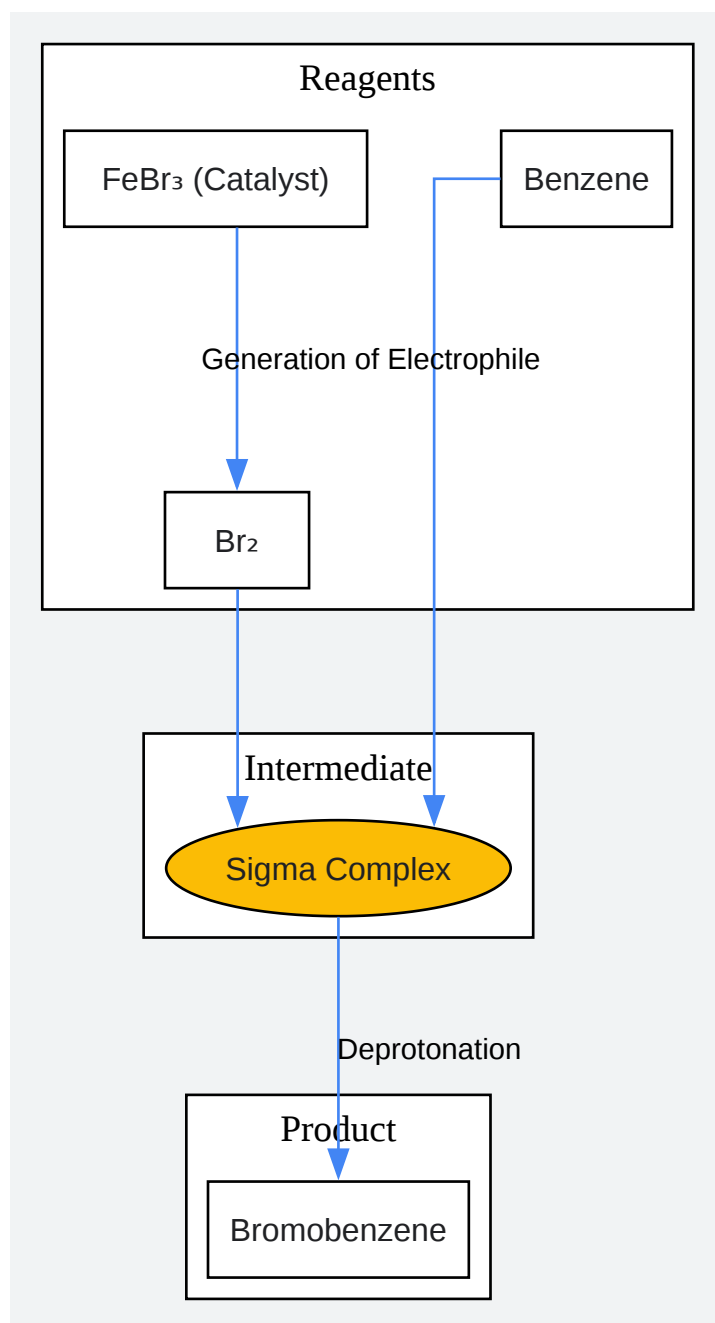 Reagents
FeBr₃ (Catalyst)
Benzene
Generation of Electrophile
Br₂
Intermediate
Sigma Complex
Deprotonation
Product
Bromobenzene